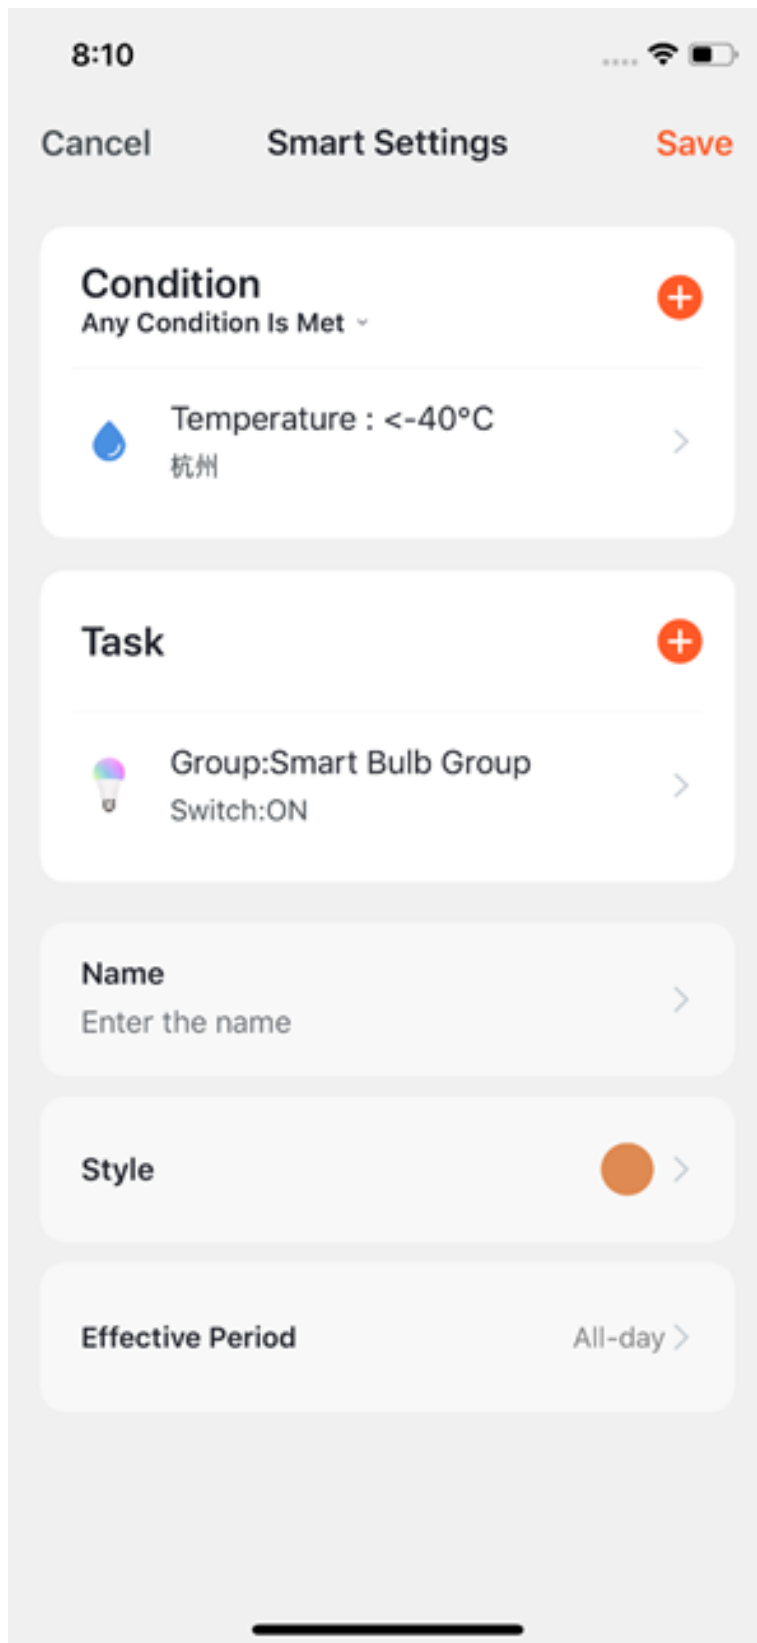 8:10
Cancel Smart Settings Save
Condition
Any Condition Is Met
Temperature : <-40°C
杭州
Task
Group:Smart Bulb Group
Switch:ON
Name
Enter the name
Style
Effective Period All-day